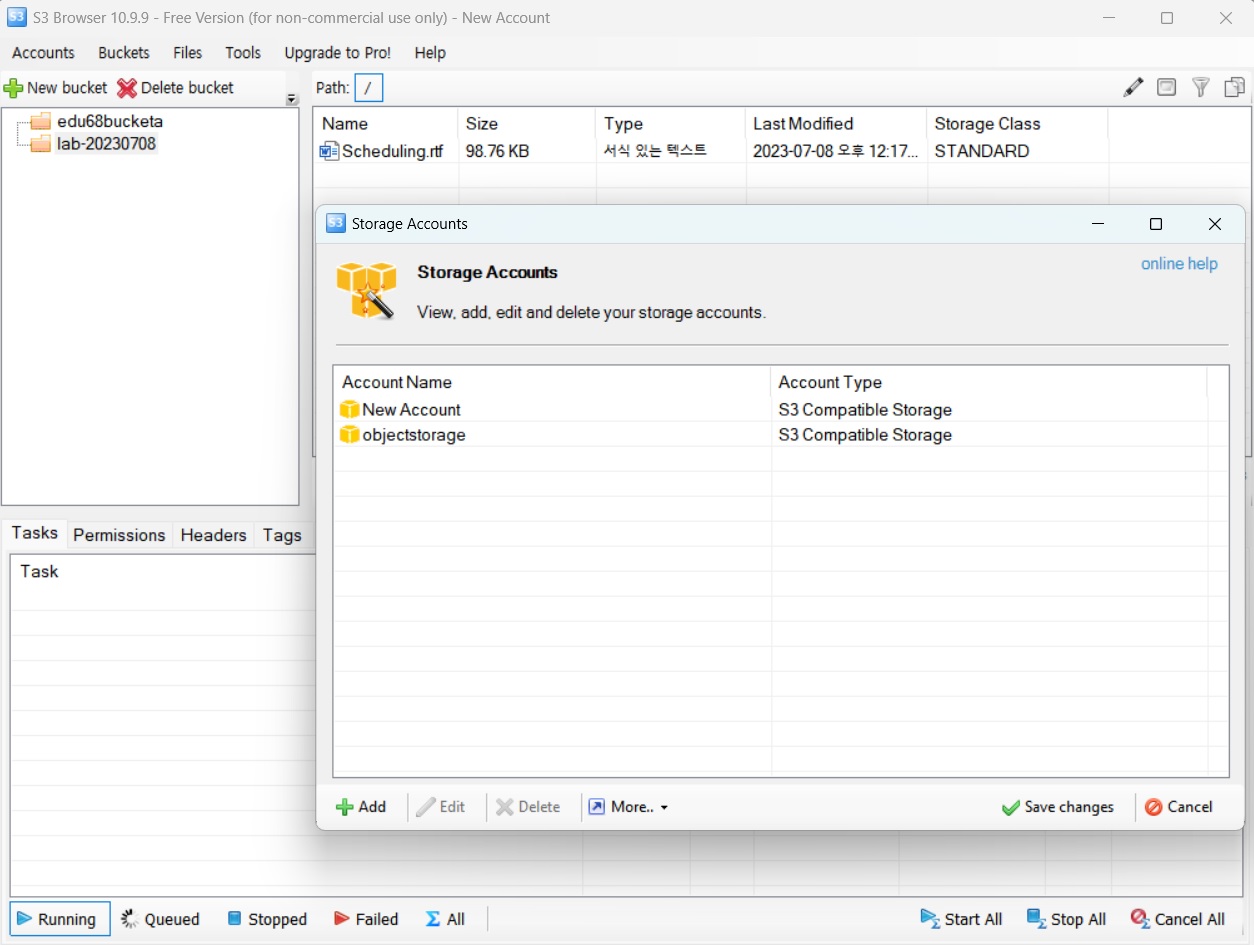 S3 Browser 10.9.9 - Free Version (for non-commercial use only) - New Account
Accounts Buckets Files Tools Upgrade to Pro! Help
New bucket Delete bucket
edu68bucketa
lab-20230708
Path: /
Name Size Type Last Modified Storage Class
Scheduling.rtf 98.76 KB 서식 있는 텍스트 2023-07-08 오후 12:17... STANDARD
S3 Storage Accounts
Storage Accounts
online help
View, add, edit and delete your storage accounts.
Account Name Account Type
New Account S3 Compatible Storage
objectstorage S3 Compatible Storage
Add Edit Delete More.. Save changes Cancel
Tasks Permissions Headers Tags
Task
Running Queued Stopped Failed All Start All Stop All Cancel All